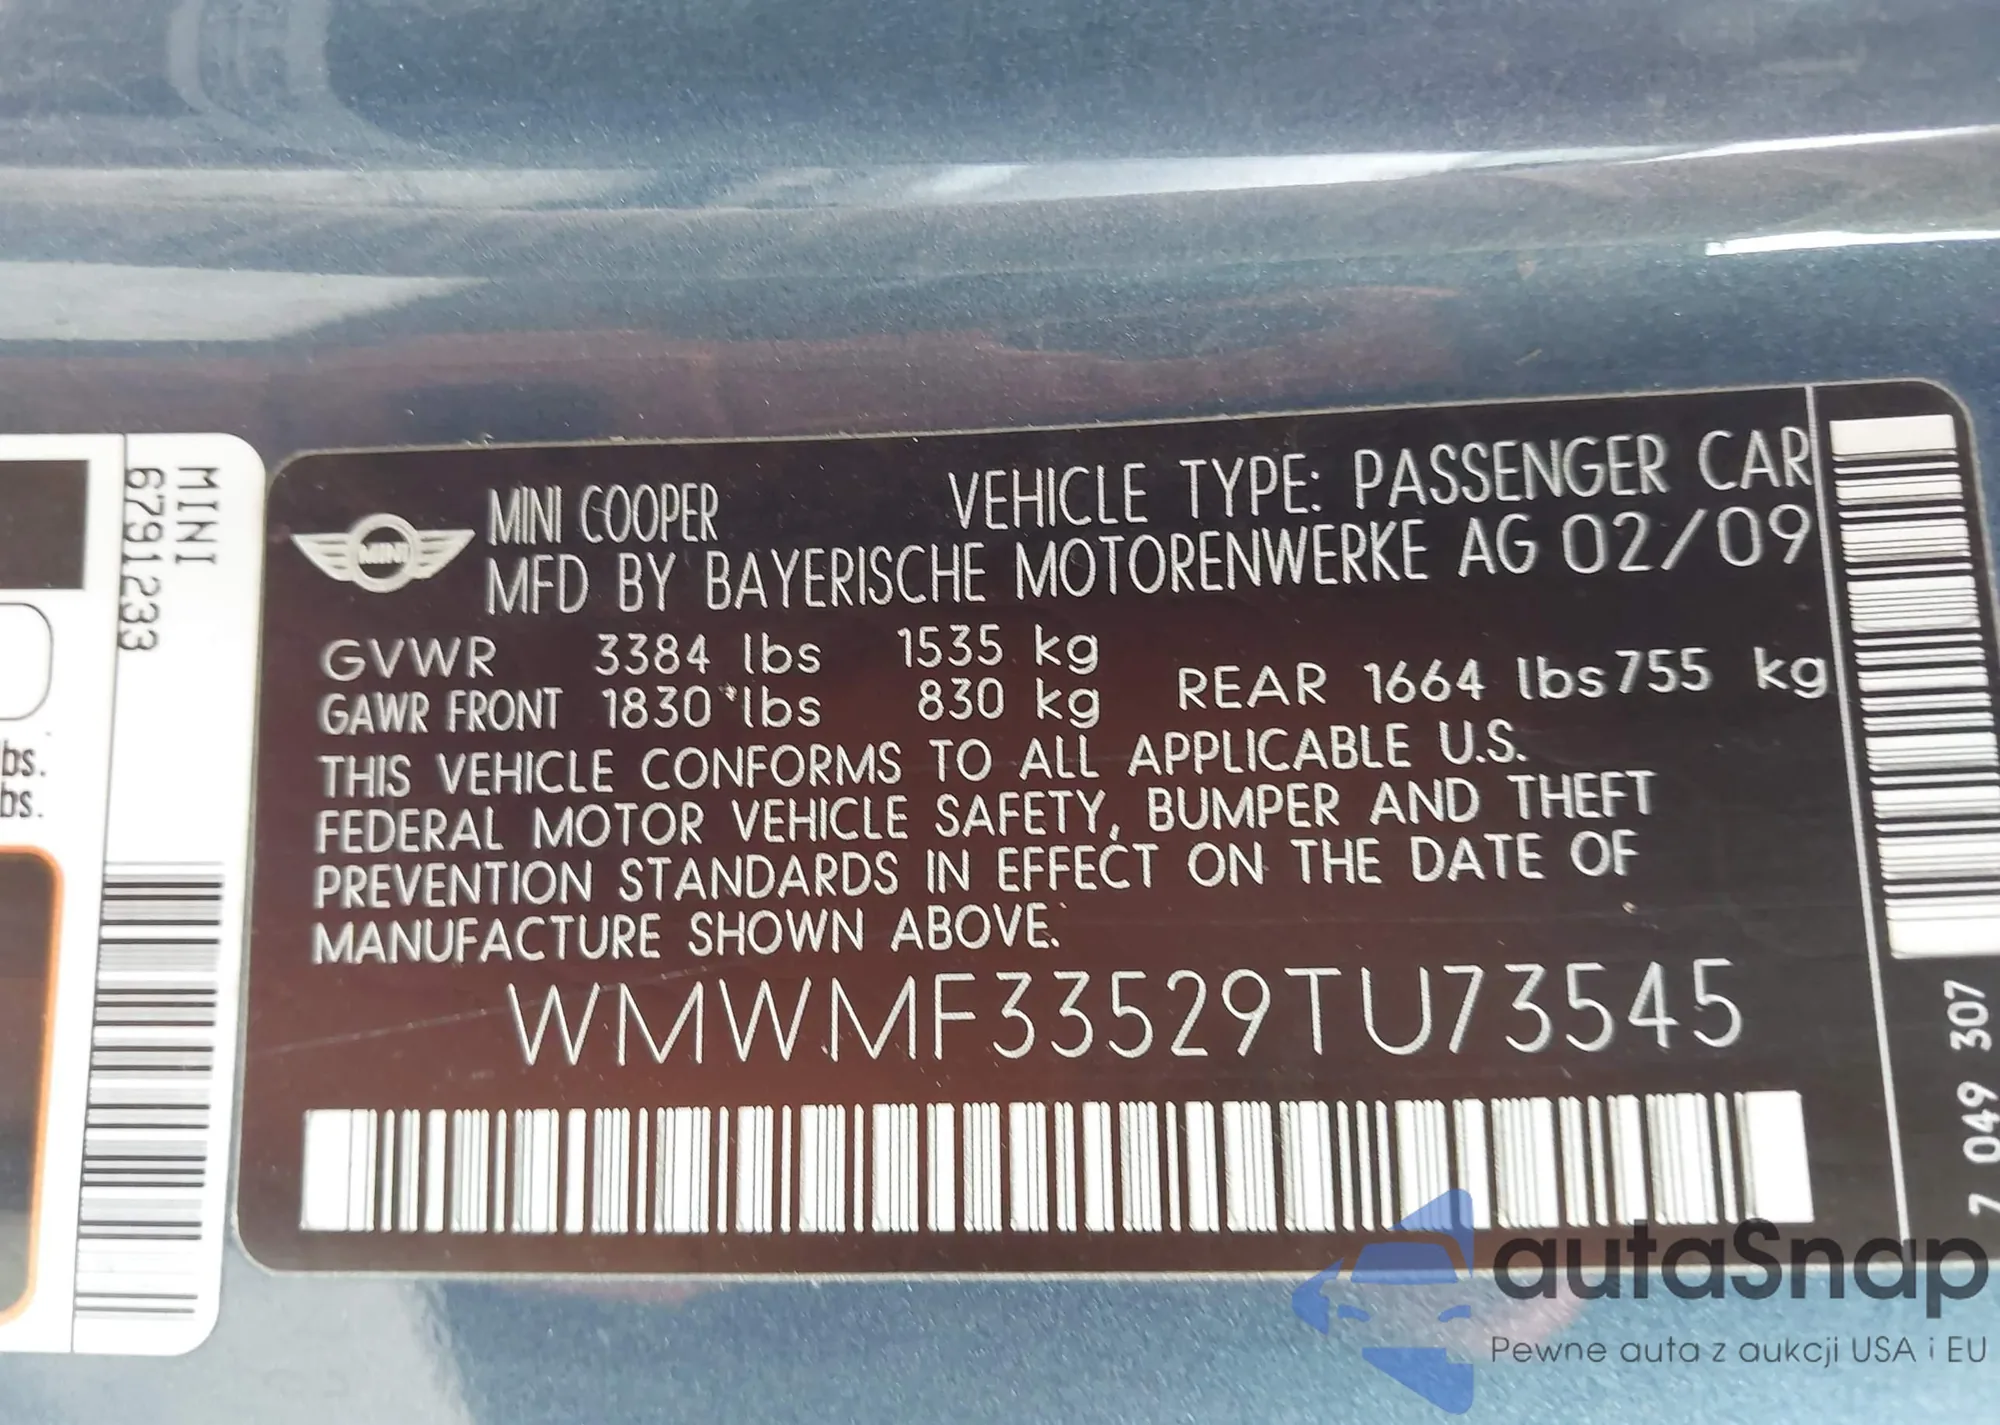 MINI
6791233
bs.
bs.
MINI
MINI COOPER VEHICLE TYPE: PASSENGER CAR
MFD BY BAYERISCHE MOTORENWERKE AG 02/09
GVWR 3384 lbs 1535 kg
GAWR FRONT 1830 lbs 830 kg REAR 1664 lbs 755 kg
THIS VEHICLE CONFORMS TO ALL APPLICABLE U.S.
FEDERAL MOTOR VEHICLE SAFETY, BUMPER AND THEFT
PREVENTION STANDARDS IN EFFECT ON THE DATE OF
MANUFACTURE SHOWN ABOVE.
WMWMF33529TU73545
7 049 307
autaSnap
Pewne auta z aukcji USA i EU